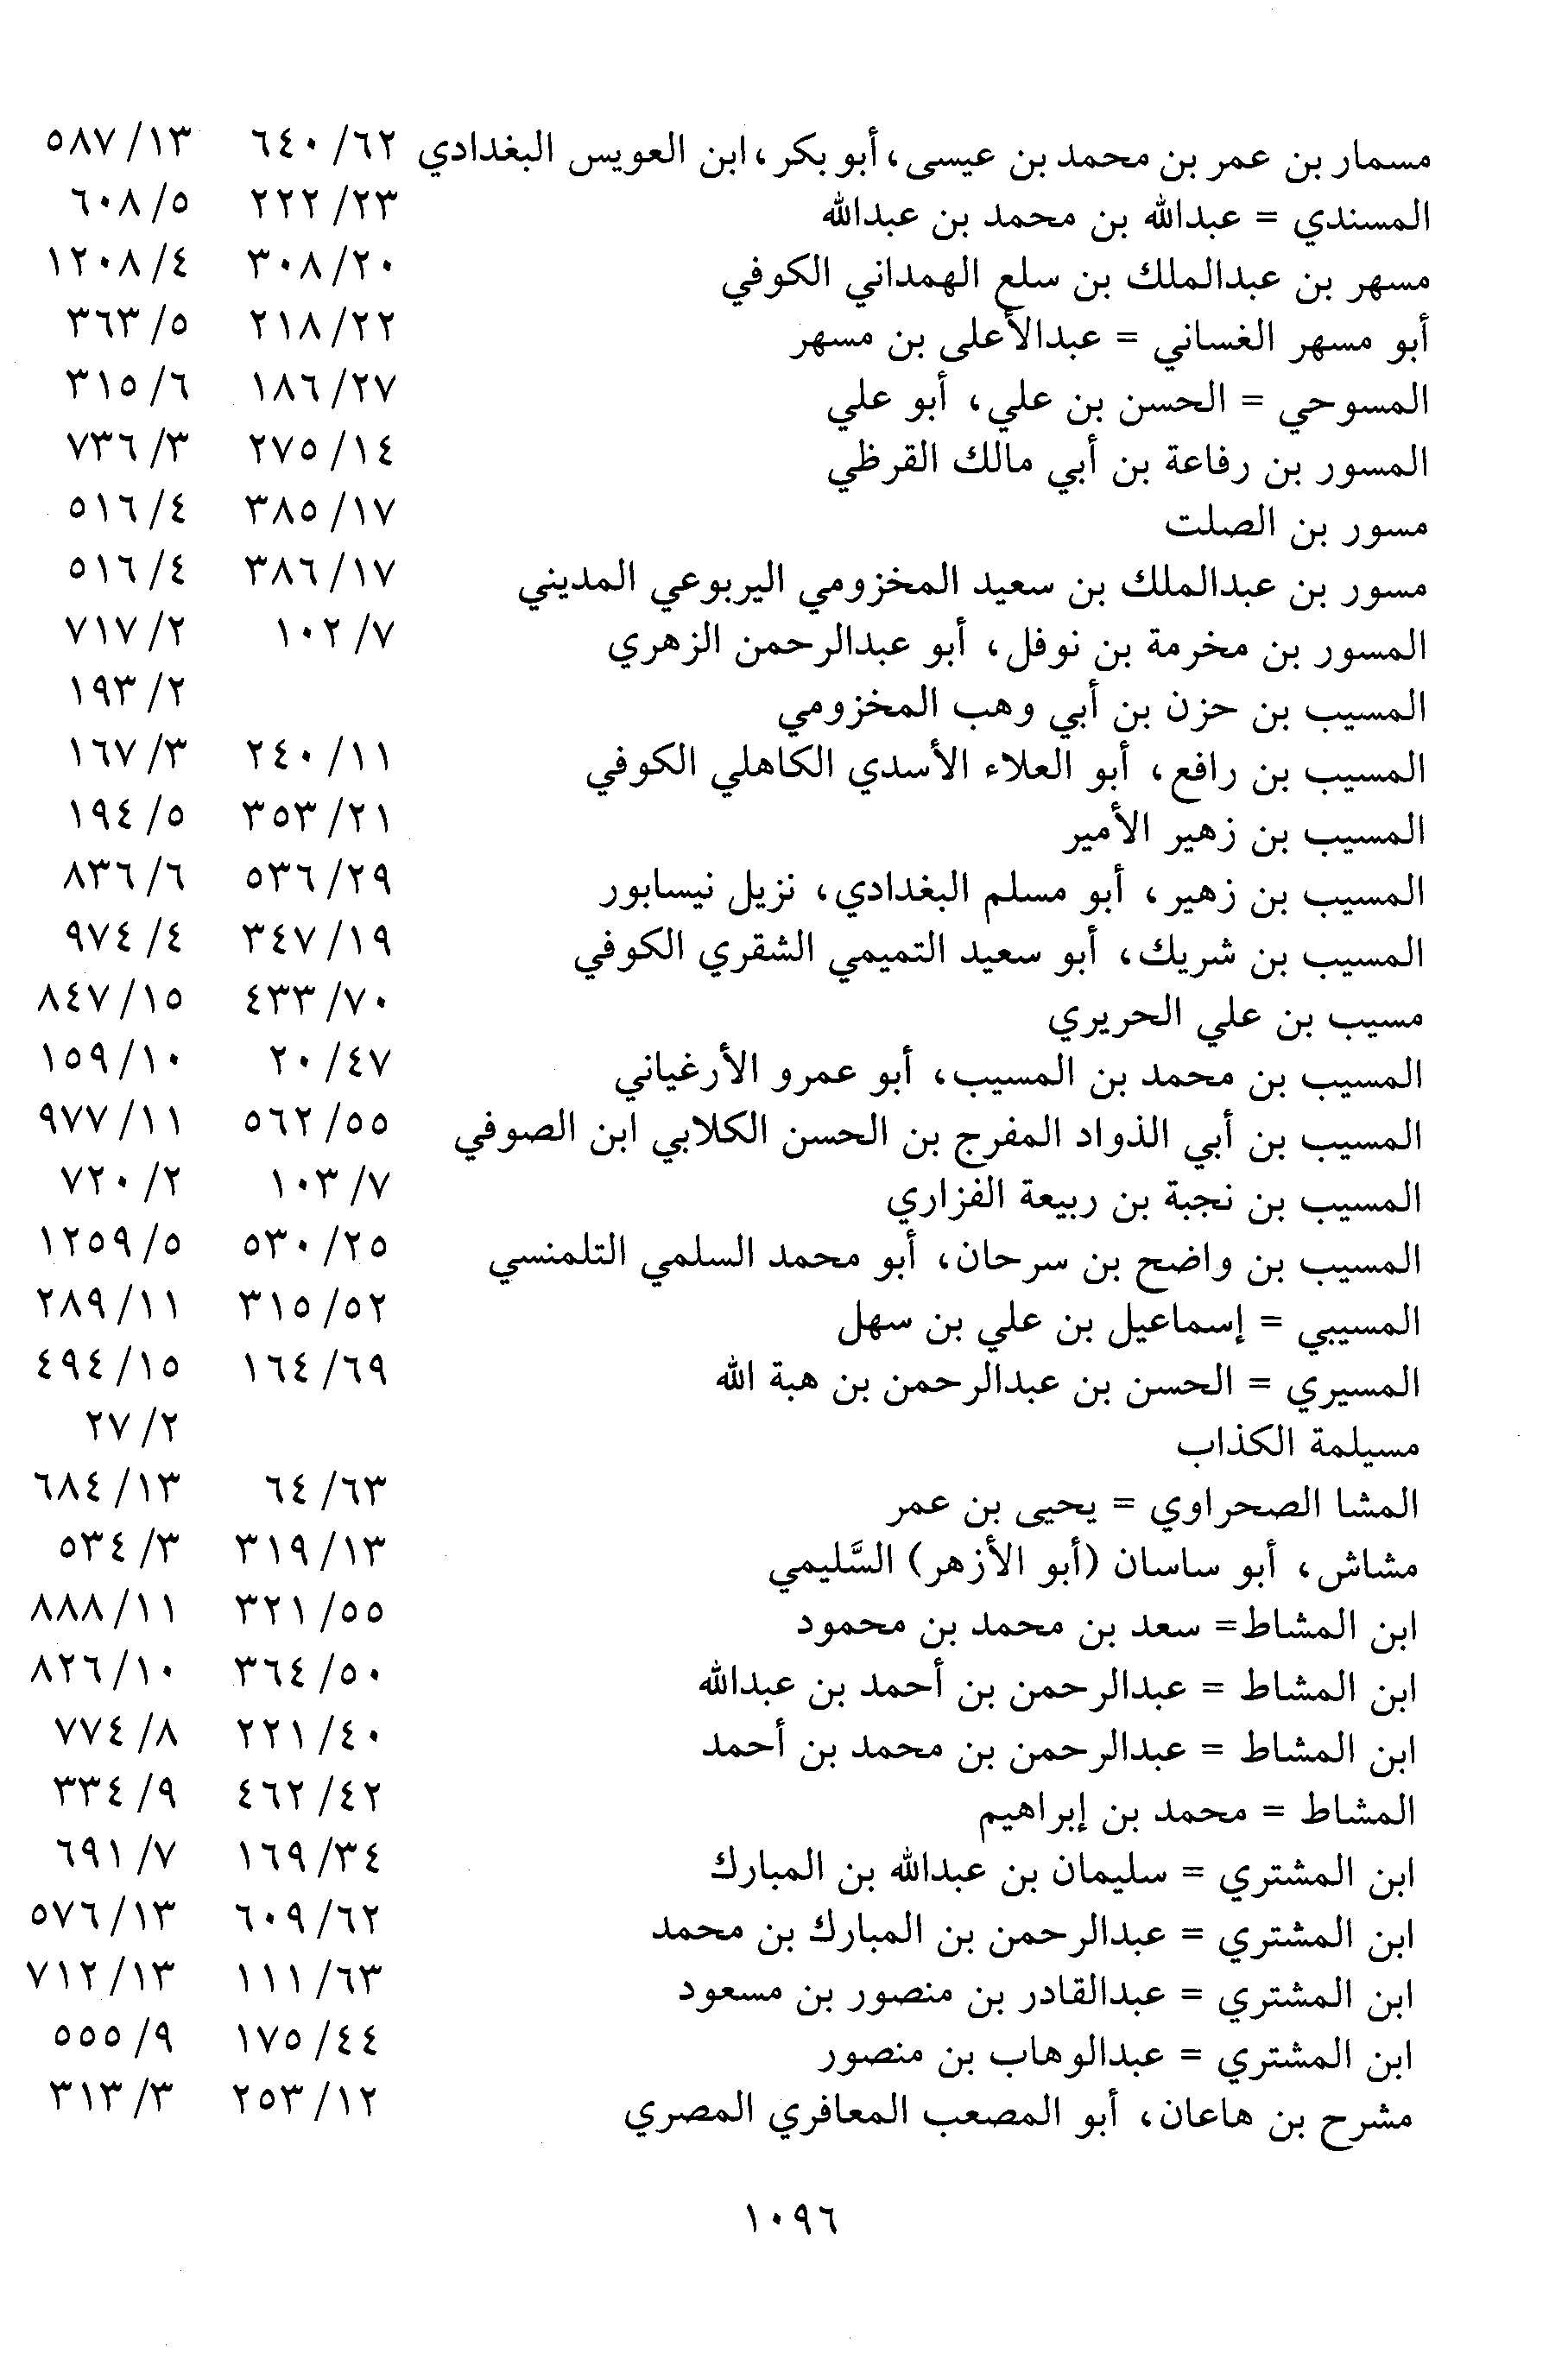 مسمار بن عمر بن محمد بن عيسى، أبو بكر، ابن العويس البغدادي ٦٢/ ٦٤٠ ١٣/ ٥٨٧
المسندي = عبدالله بن محمد بن عبدالله ٢٣/ ٢٢٢ ٥/ ٦٠٨
مسهر بن عبدالملك بن سلع الهمداني الكوفي ٢٠/ ٣٠٨ ٤/ ١٢٠٨
أبو مسهر الغساني = عبدالأعلى بن مسهر ٢٢/ ٢١٨ ٥/ ٣٦٣
المسوحي = الحسن بن علي، أبو علي ٢٧/ ١٨٦ ٦/ ٣١٥
المسور بن رفاعة بن أبي مالك القرظي ١٤/ ٢٧٥ ٣/ ٧٣٦
مسور بن الصلت ١٧/ ٣٨٥ ٤/ ٥١٦
مسور بن عبدالملك بن سعيد المخزومي اليربوعي المديني ١٧/ ٣٨٦ ٤/ ٥١٦
المسور بن مخرمة بن نوفل، أبو عبدالرحمن الزهري ٧/ ١٠٢ ٢/ ٧١٧
المسيب بن حزن بن أبي وهب المخزومي ٢/ ١٩٣
المسيب بن رافع، أبو العلاء الأسدي الكاهلي الكوفي ١١/ ٢٤٠ ٣/ ١٦٧
المسيب بن زهير الأمير ٢١/ ٣٥٣ ٥/ ١٩٤
المسيب بن زهير، أبو مسلم البغدادي، نزيل نيسابور ٢٩/ ٥٣٦ ٦/ ٨٣٦
المسيب بن شريك، أبو سعيد التميمي الشقري الكوفي ١٩/ ٣٤٧ ٤/ ٩٧٤
مسيب بن علي الحريري ٧٠/ ٤٣٣ ١٥/ ٨٤٧
المسيب بن محمد بن المسيب، أبو عمرو الأرغياني ٤٧/ ٢٠ ١٠/ ١٥٩
المسيب بن أبي الذواد المفرج بن الحسن الكلابي ابن الصوفي ٥٥/ ٥٦٢ ١١/ ٩٧٧
المسيب بن نجبة بن ربيعة الفزاري ٧/ ١٠٣ ٢/ ٧٢٠
المسيب بن واضح بن سرحان، أبو محمد السلمي التلمنسي ٢٥/ ٥٣٠ ٥/ ١٢٥٩
المسيبي = إسماعيل بن علي بن سهل ٥٢/ ٣١٥ ١١/ ٢٨٩
المسيري = الحسن بن عبدالرحمن بن هبة الله ٦٩/ ١٦٤ ١٥/ ٤٩٤
مسيلمة الكذاب ٢/ ٢٧
المشا الصحراوي = يحيى بن عمر ٦٣/ ٦٤ ١٣/ ٦٨٤
مشاش، أبو ساسان (أبو الأزهر) السَّليمي ١٣/ ٣١٩ ٣/ ٥٣٤
ابن المشاط= سعد بن محمد بن محمود ٥٥/ ٣٢١ ١١/ ٨٨٨
ابن المشاط = عبدالرحمن بن أحمد بن عبدالله ٥٠/ ٣٦٤ ١٠/ ٨٢٦
ابن المشاط = عبدالرحمن بن محمد بن أحمد ٤٠/ ٢٢١ ٨/ ٧٧٤
المشاط = محمد بن إبراهيم ٤٢/ ٤٦٢ ٩/ ٣٣٤
ابن المشتري = سليمان بن عبدالله بن المبارك ٣٤/ ١٦٩ ٧/ ٦٩١
ابن المشتري = عبدالرحمن بن المبارك بن محمد ٦٢/ ٦٠٩ ١٣/ ٥٧٦
ابن المشتري = عبدالقادر بن منصور بن مسعود ٦٣/ ١١١ ١٣/ ٧١٢
ابن المشتري = عبدالوهاب بن منصور ٤٤/ ١٧٥ ٩/ ٥٥٥
مشرح بن هاعان، أبو المصعب المعافري المصري ١٢/ ٢٥٣ ٣/ ٣١٣
١٠٩٦